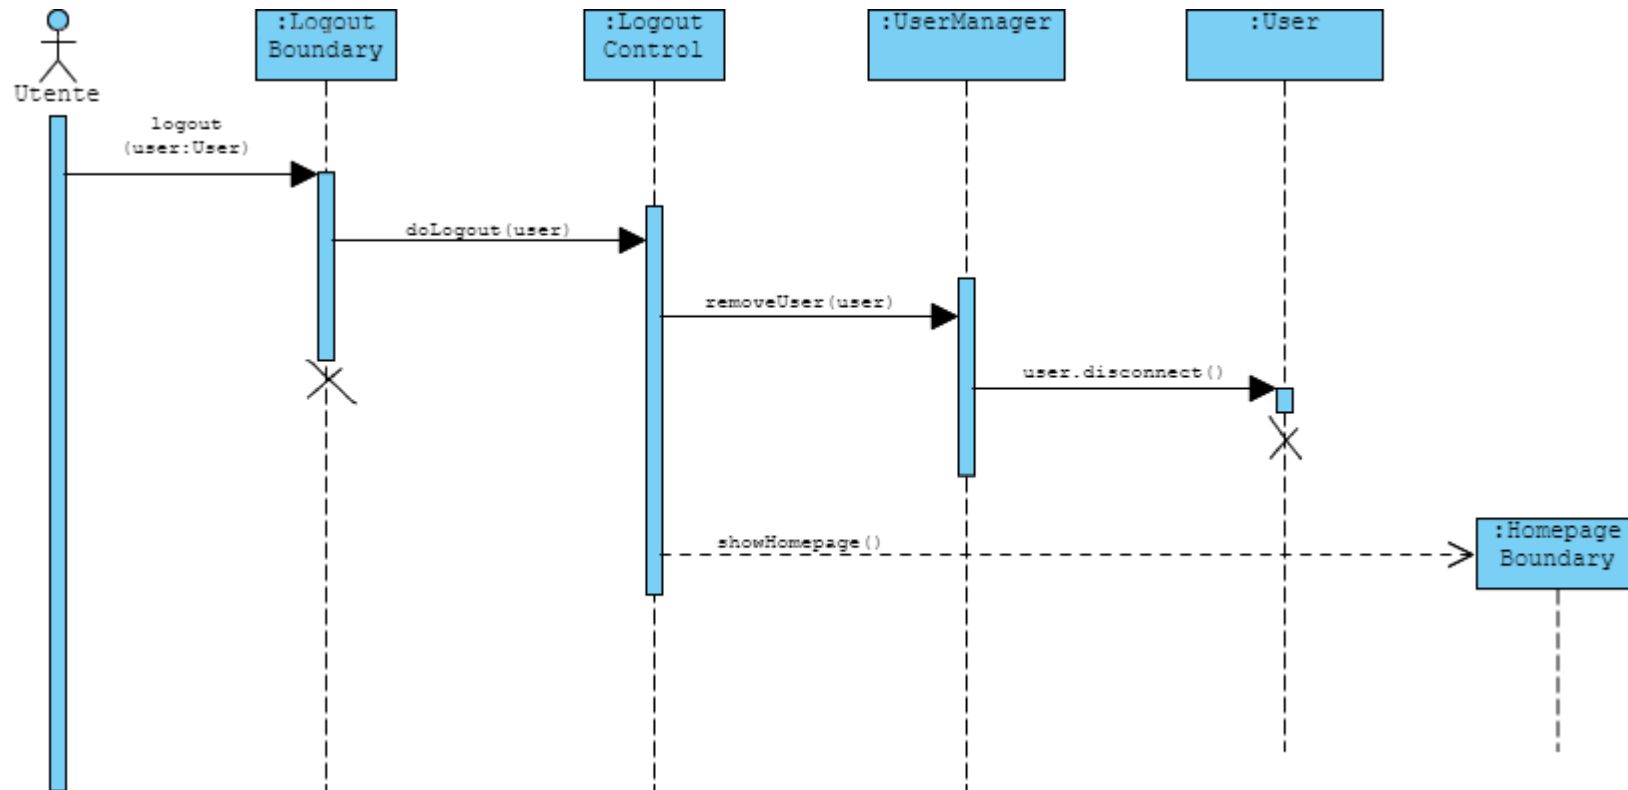 :Logout
Boundary
:Logout
Control
:UserManager
:User
Utente
logout
(user:User)
doLogout(user)
removeUser(user)
user.disconnect()
showHomepage()
:Homepage
Boundary